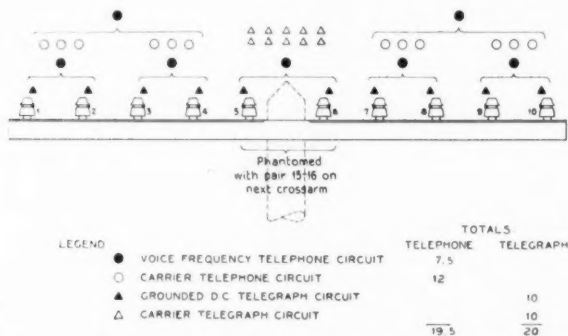 1 2 3 4 5 6 7 8 9 10
Phantomed
with pair 15-16 on
next crossarm
TOTALS
LEGEND TELEPHONE TELEGRAPH
VOICE FREQUENCY TELEPHONE CIRCUIT 7.5
CARRIER TELEPHONE CIRCUIT 12
GROUNDED D.C. TELEGRAPH CIRCUIT 10
CARRIER TELEGRAPH CIRCUIT 10
19.5 20